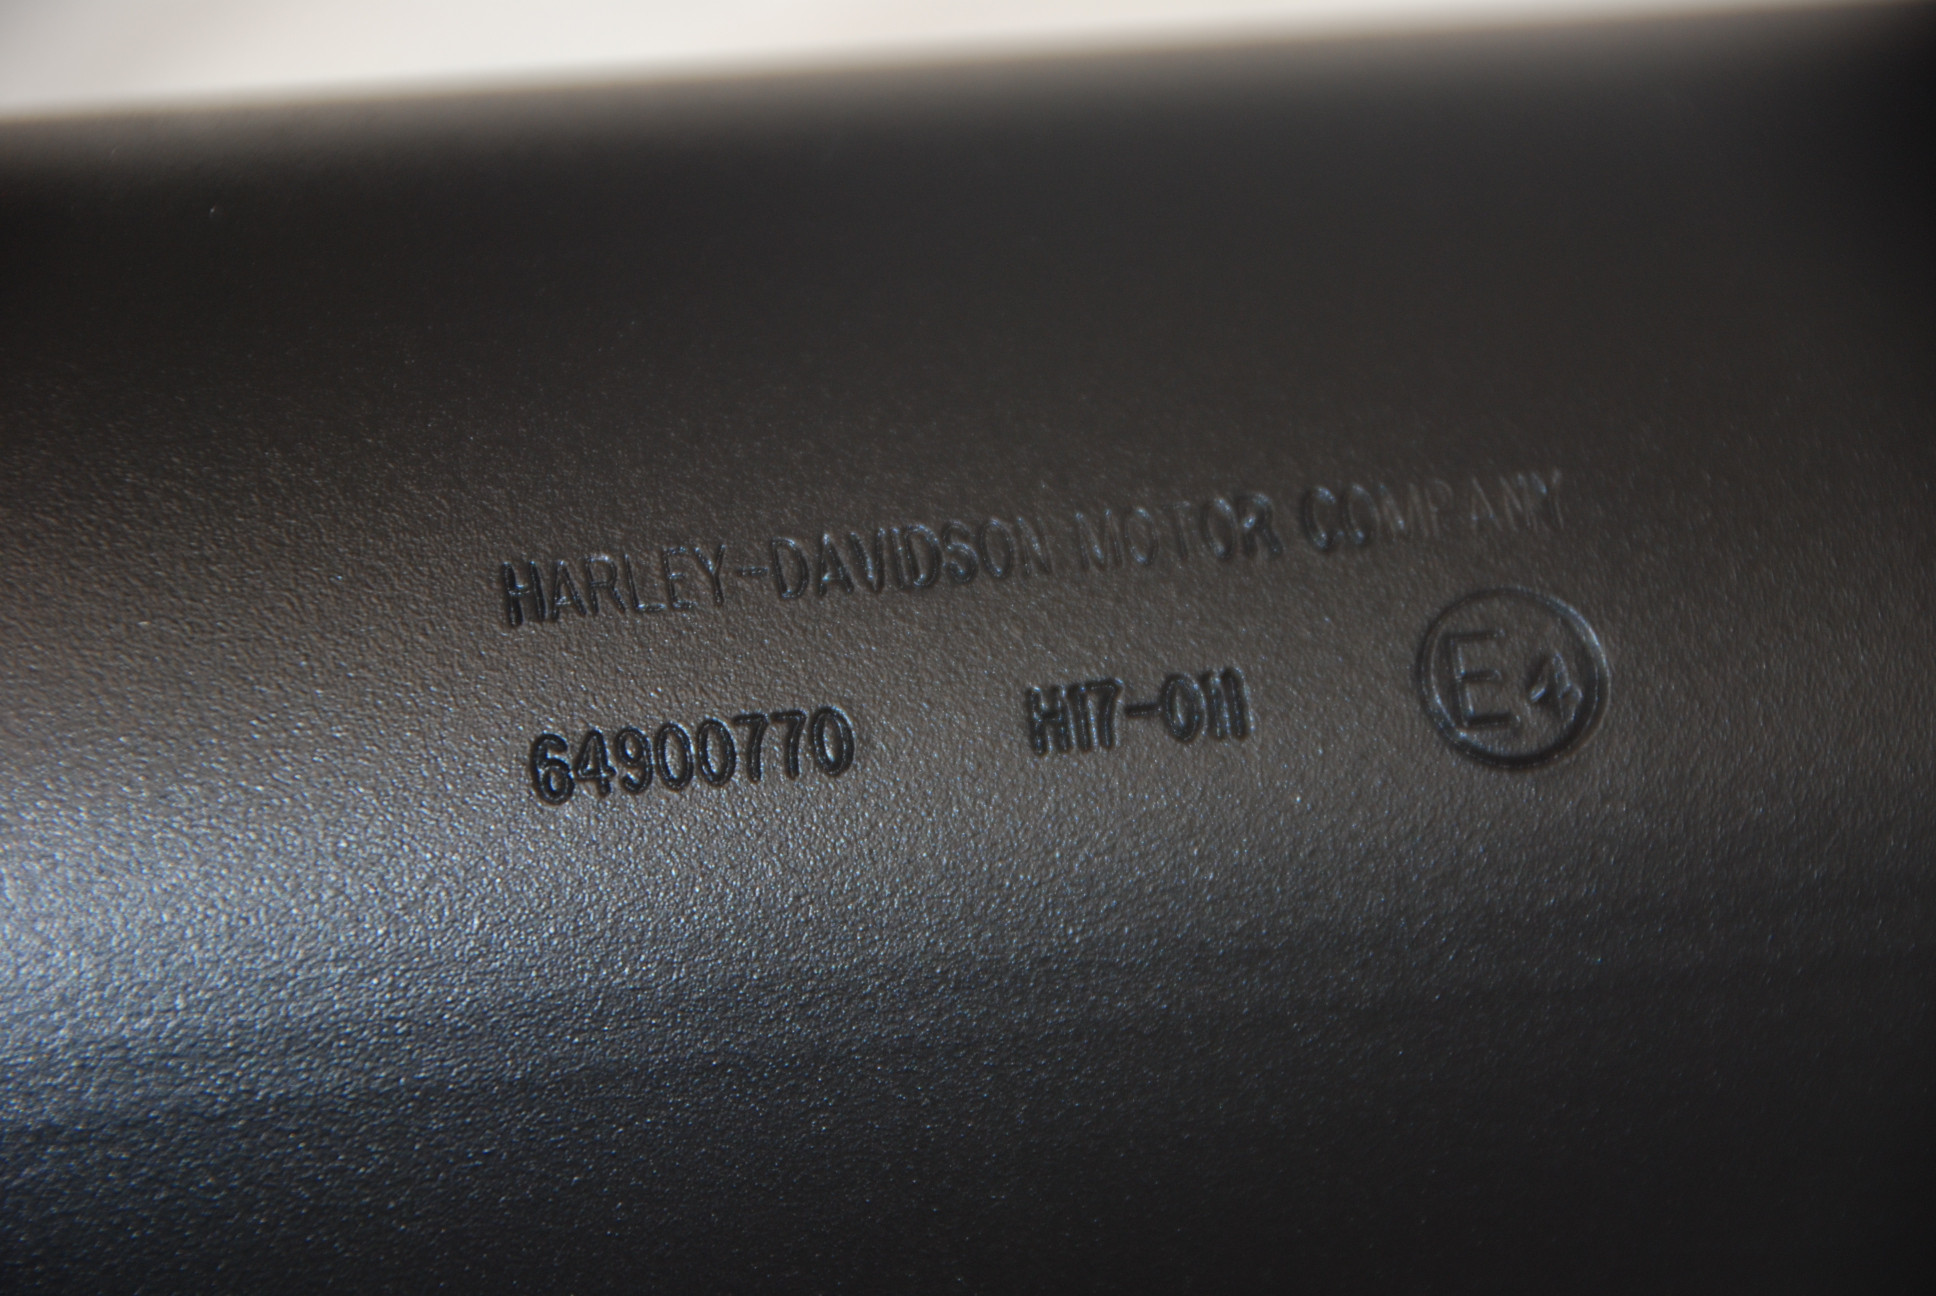 HARLEY-DAVIDSON MOTOR COMPANY
64900770 H17-011 E4